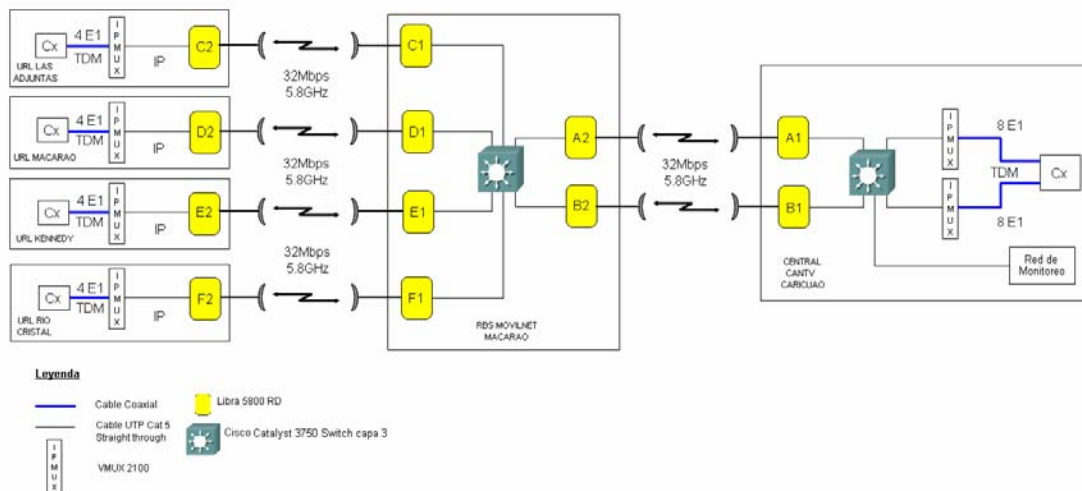 4 E1
TDM
Cx
IPMUX
IP
C2
URL LAS
ADJUNTAS
32Mbps
5.8GHz
C1
4 E1
TDM
Cx
IPMUX
IP
D2
URL MACARAO
32Mbps
5.8GHz
D1
4 E1
TDM
Cx
IPMUX
IP
E2
URL KENNEDY
32Mbps
5.8GHz
E1
4 E1
TDM
Cx
IPMUX
IP
F2
URL RIO
CRISTAL
F1
A2
B2
RBS MOVILNET
MACARAO
32Mbps
5.8GHz
A1
B1
CENTRAL
CANTV
CARICUAO
IPMUX
IPMUX
8 E1
TDM
8 E1
Cx
Red de
Monitoreo
Leyenda
Cable Coaxial
Libra 5800 RD
Cable UTP Cat 5
Straight through
Cisco Catalyst 3750 Switch capa 3
IPMUX
VMUX 2100